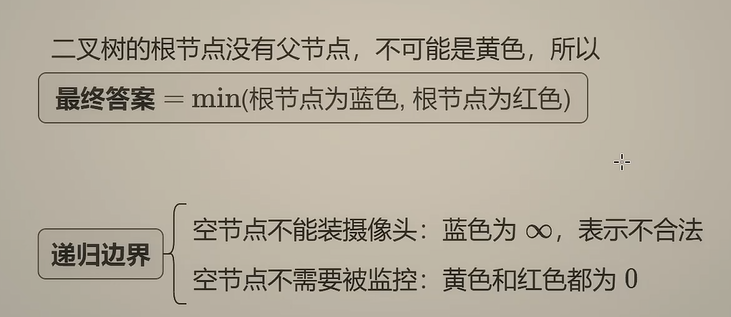 二叉树的根节点没有父节点，不可能是黄色，所以
最终答案 = min(根节点为蓝色, 根节点为红色)
空节点不能装摄像头：蓝色为 ∞，表示不合法
递归边界
空节点不需要被监控：黄色和红色都为 0